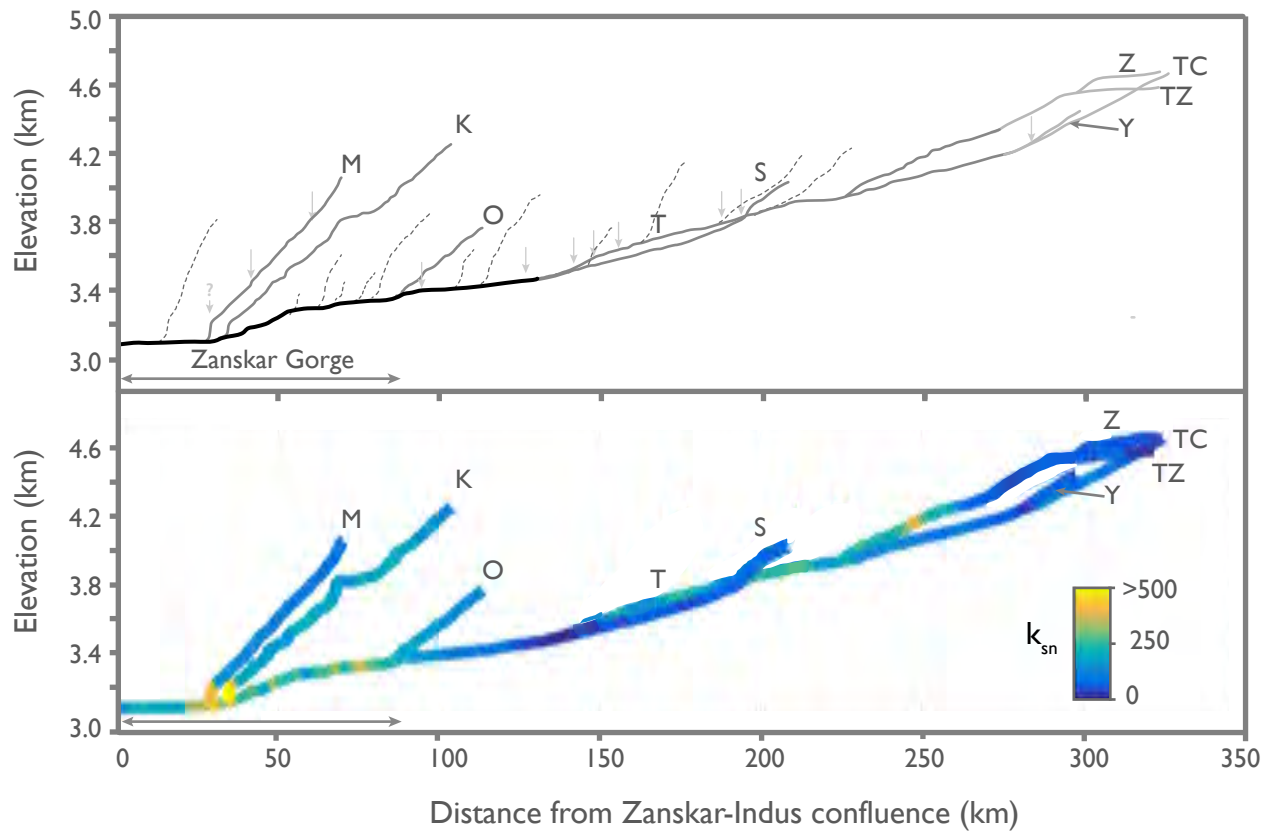 5.0
4.6
4.2
3.8
3.4
3.0
Elevation (km)
Z
TC
TZ
Y
K
M
S
O
T
?
Zanskar Gorge
4.6
4.2
3.8
3.4
3.0
Elevation (km)
Z
TC
TZ
Y
K
M
S
O
T
ksn
>500
250
0
0 50 100 150 200 250 300 350
Distance from Zanskar-Indus confluence (km)